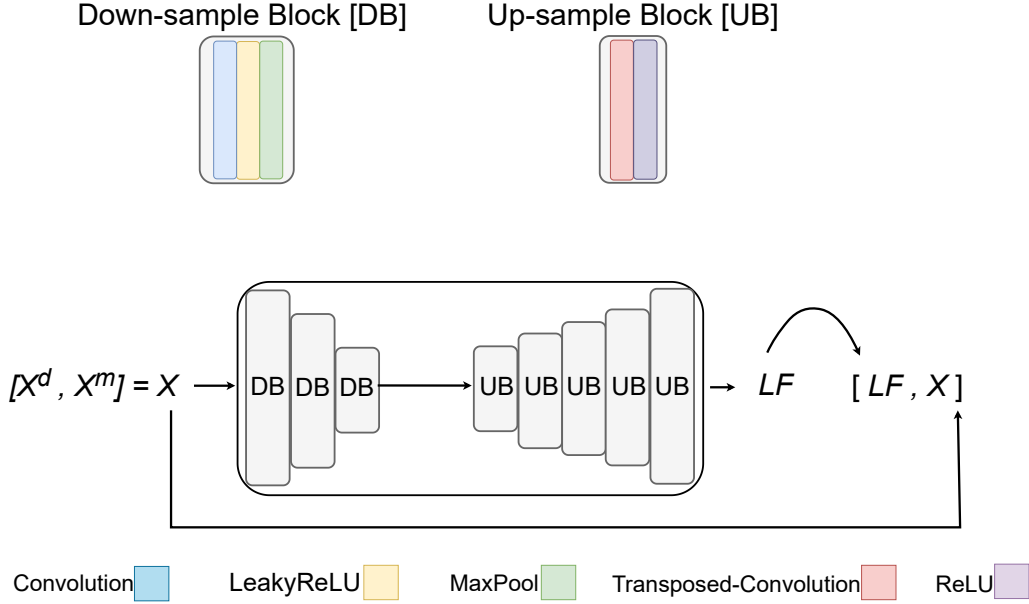 Down-sample Block [DB] Up-sample Block [UB]
[X^d , X^m] = X DB DB DB UB UB UB UB UB LF [ LF , X ]
Convolution LeakyReLU MaxPool Transposed-Convolution ReLU